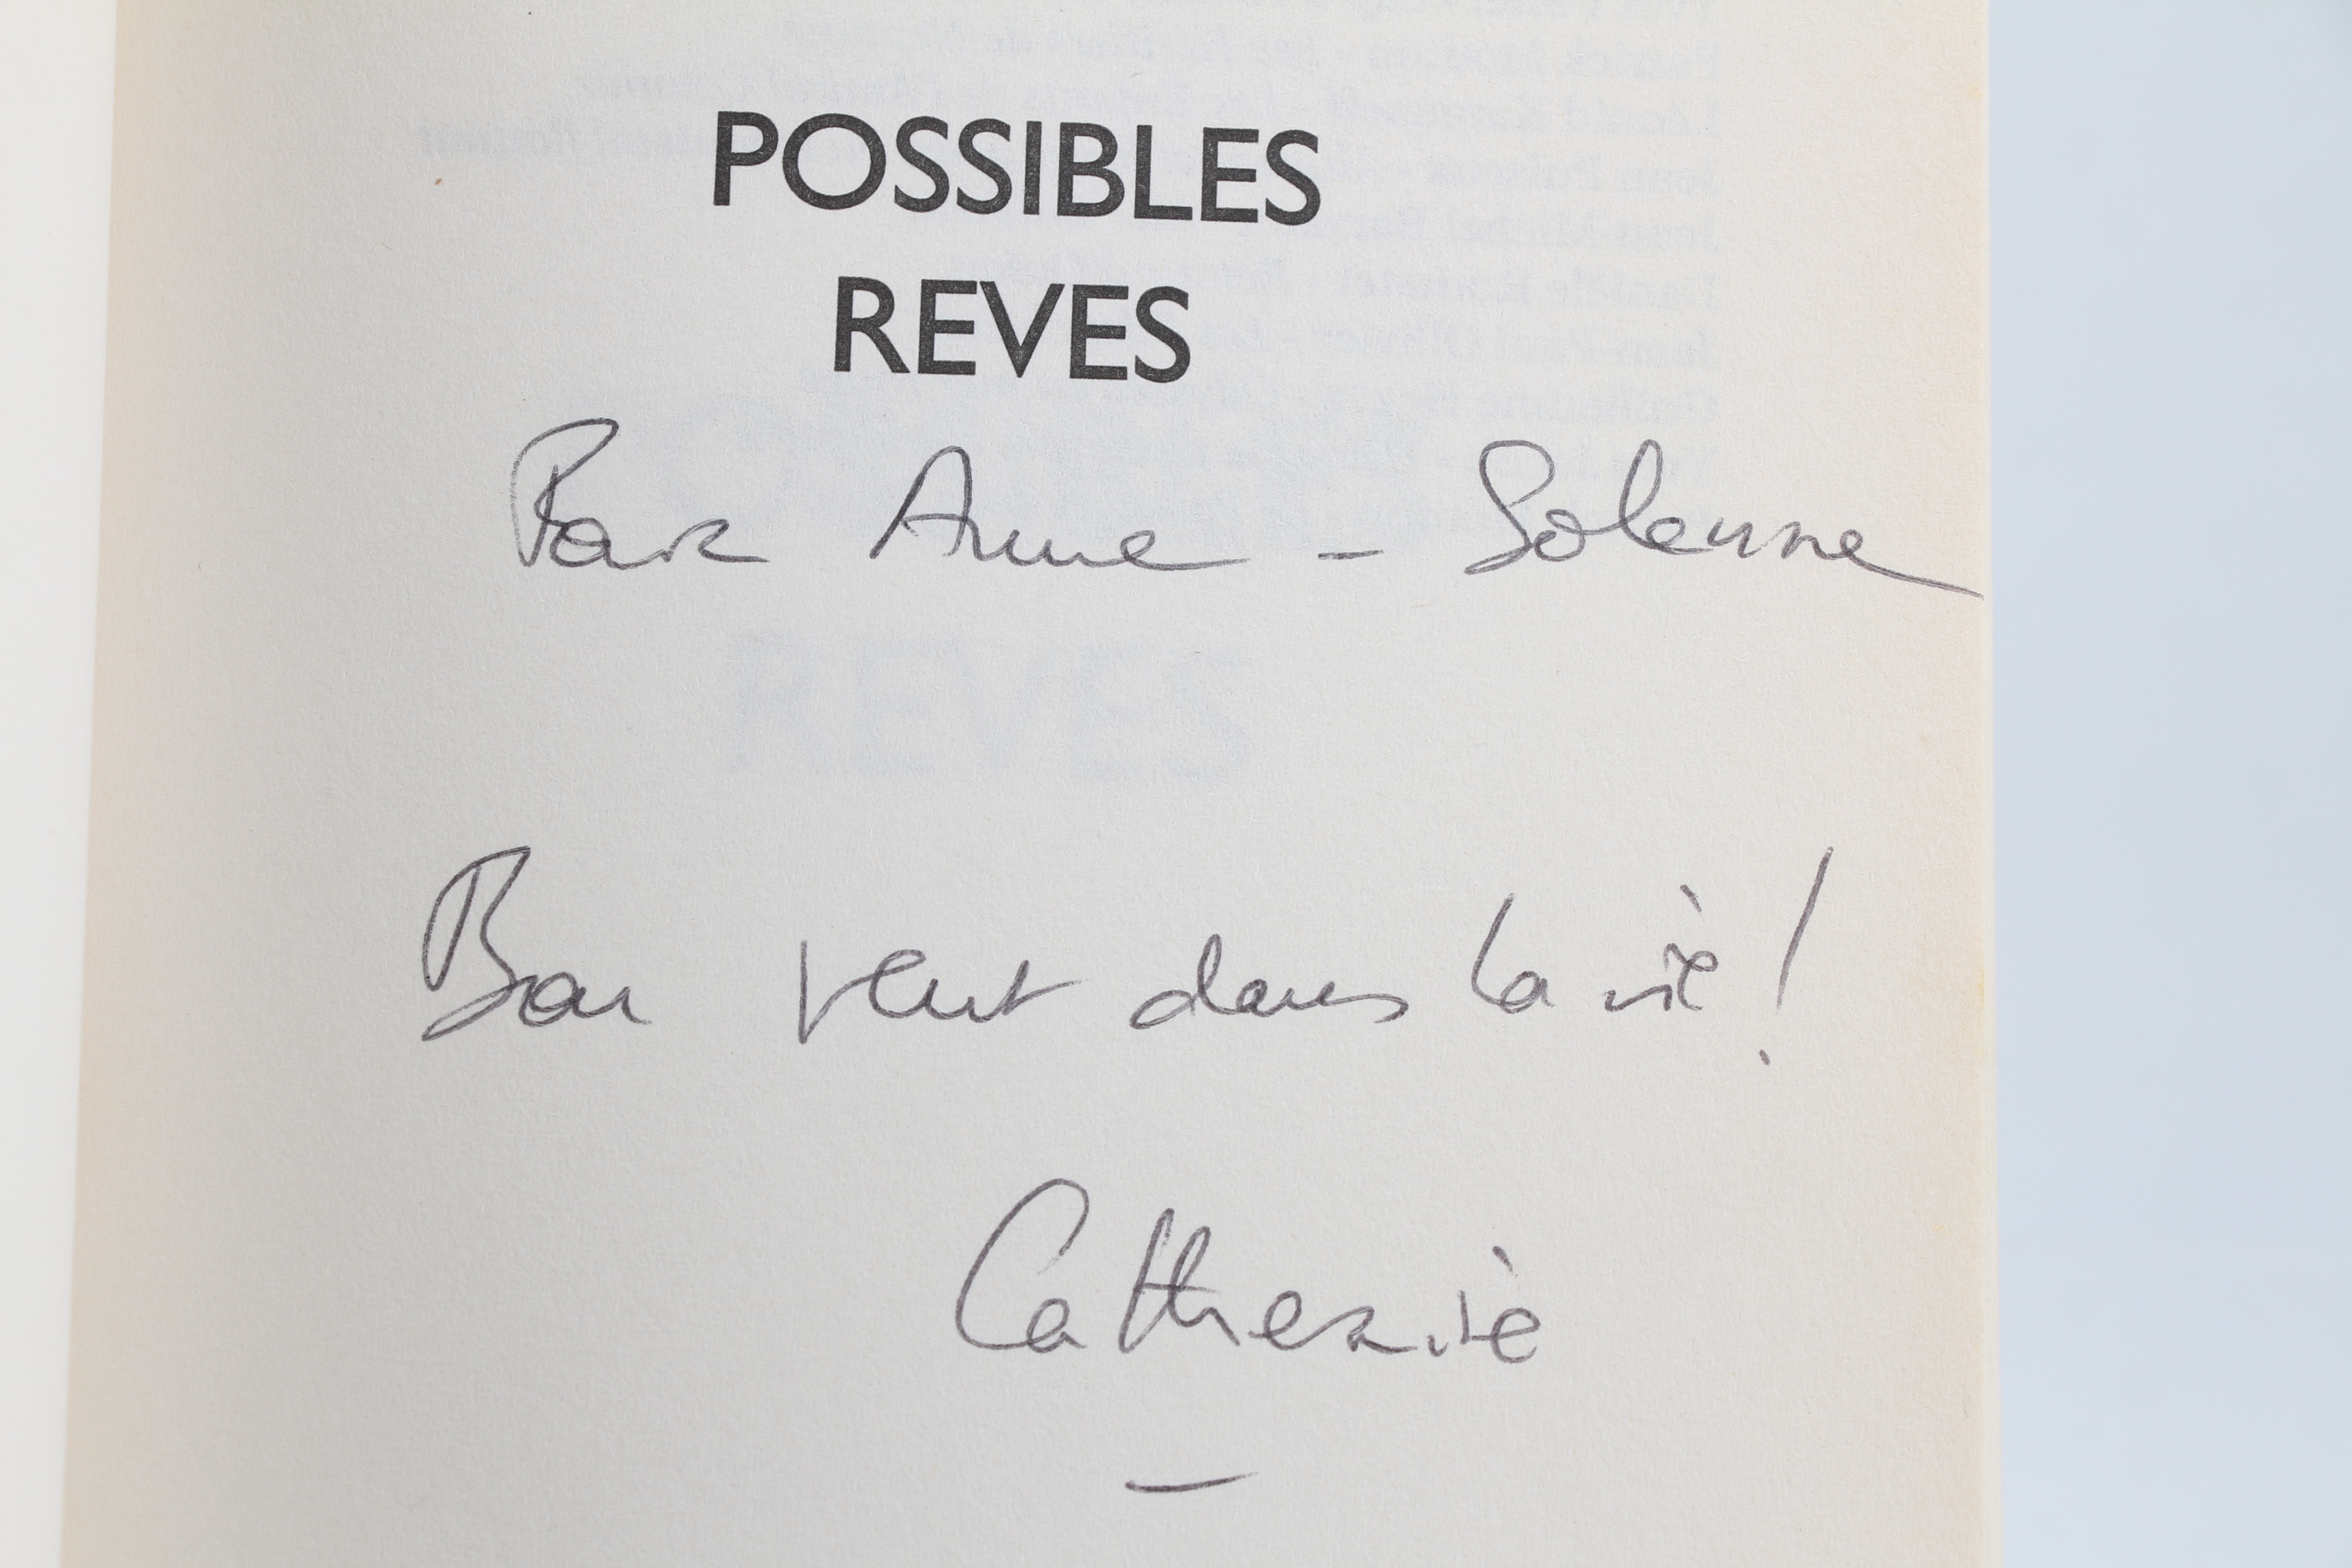 POSSIBLES
REVES
Pour Anne - Solenne
Bon vent dans la vie !
Catherine